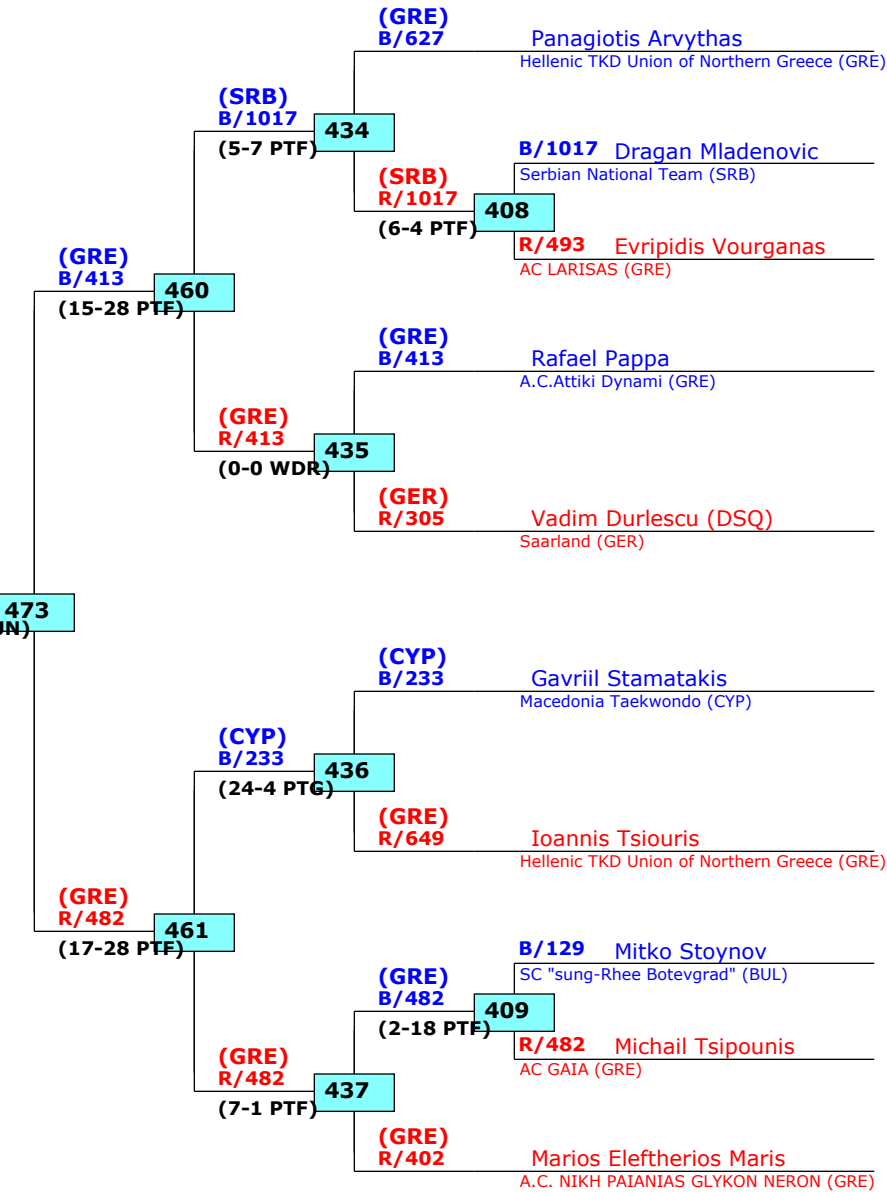 (GRE)
B/627
Panagiotis Arvythas
Hellenic TKD Union of Northern Greece (GRE)
(SRB)
B/1017
434
(5-7 PTF)
B/1017 Dragan Mladenovic
Serbian National Team (SRB)
(SRB)
R/1017
408
(6-4 PTF)
R/493 Evripidis Vourganas
AC LARISAS (GRE)
(GRE)
B/413
460
(15-28 PTF)
(GRE)
B/413
Rafael Pappa
A.C.Attiki Dynami (GRE)
(GRE)
R/413
435
(0-0 WDR)
(GER)
R/305
Vadim Durlescu (DSQ)
Saarland (GER)
473
(CYP)
B/233
Gavriil Stamatakis
Macedonia Taekwondo (CYP)
(CYP)
B/233
436
(24-4 PTG)
(GRE)
R/649
Ioannis Tsiouris
Hellenic TKD Union of Northern Greece (GRE)
(GRE)
R/482
461
(17-28 PTF)
B/129 Mitko Stoynov
SC "sung-Rhee Botevgrad" (BUL)
(GRE)
B/482
409
(2-18 PTF)
R/482 Michail Tsipounis
AC GAIA (GRE)
(GRE)
R/482
437
(7-1 PTF)
(GRE)
R/402
Marios Eleftherios Maris
A.C. NIKH PAIANIAS GLYKON NERON (GRE)